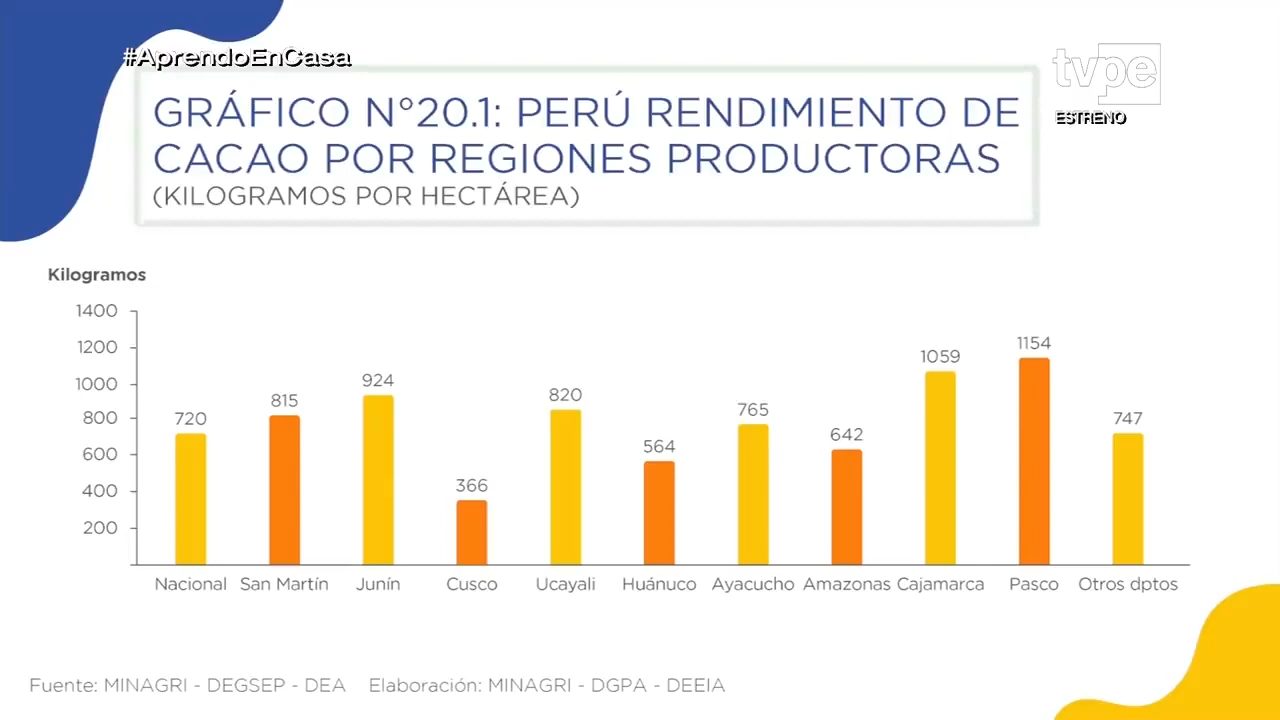 #AprendoEnCasa
tvpe
ESTRENO
GRÁFICO N°20.1: PERÚ RENDIMIENTO DE
CACAO POR REGIONES PRODUCTORAS
(KILOGRAMOS POR HECTÁREA)
Kilogramos
1400
1200
1000
800
600
400
200
720
815
924
366
820
564
765
642
1059
1154
747
Nacional San Martín Junín Cusco Ucayali Huánuco Ayacucho Amazonas Cajamarca Pasco Otros dptos
Fuente: MINAGRI - DEGSEP - DEA Elaboración: MINAGRI - DGPA - DEEIA